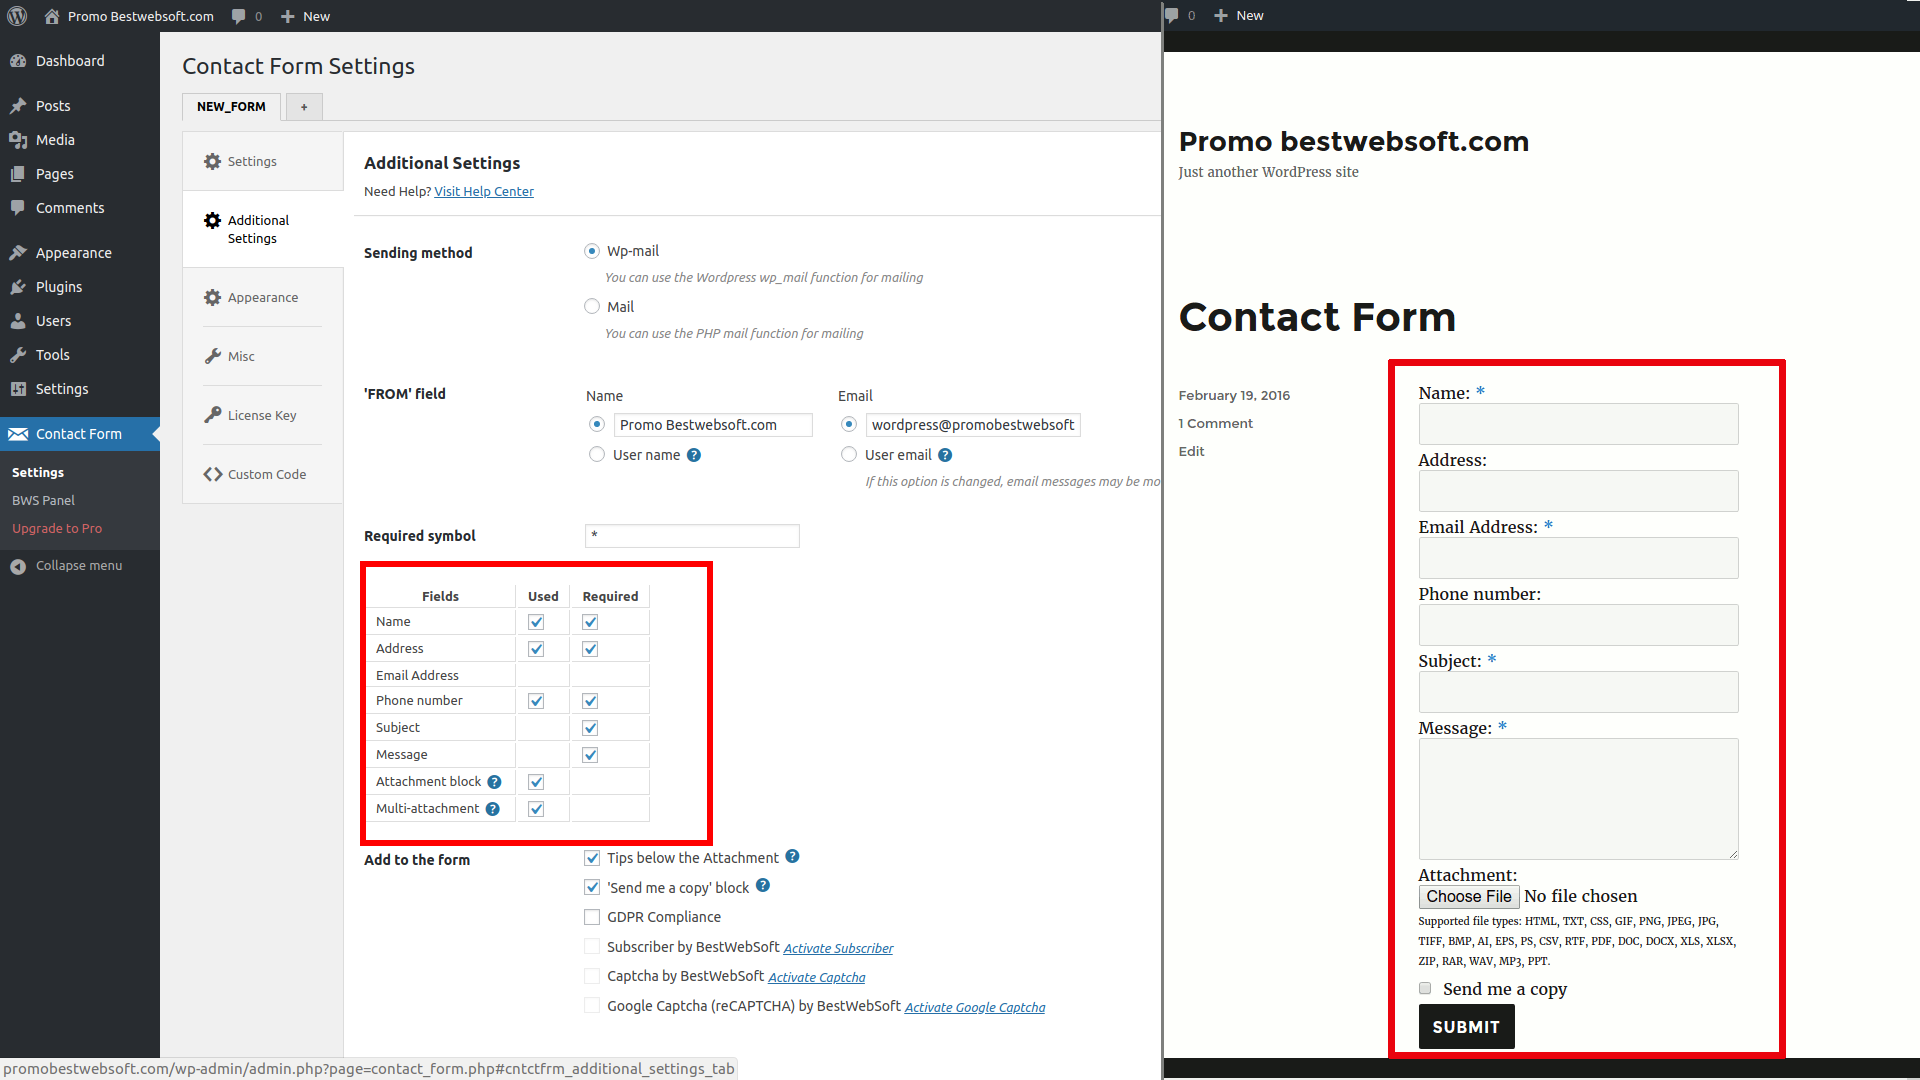 Promo Bestwebsoft.com 0 New
Dashboard
Posts
Media
Pages
Comments
Appearance
Plugins
Users
Tools
Settings
Contact Form
Settings
BWS Panel
Upgrade to Pro
Collapse menu
Contact Form Settings
NEW_FORM +
Settings
Additional
Settings
Appearance
Misc
License Key
Custom Code
Additional Settings
Need Help? Visit Help Center
Sending method
Wp-mail
You can use the Wordpress wp_mail function for mailing
Mail
You can use the PHP mail function for mailing
'FROM' field
Name Email
Promo Bestwebsoft.com wordpress@promobestwebsoft
User name ? User email ?
If this option is changed, email messages may be mo
Required symbol *
Fields Used Required
Name
Address
Email Address
Phone number
Subject
Message
Attachment block ?
Multi-attachment ?
Add to the form
Tips below the Attachment ?
'Send me a copy' block ?
GDPR Compliance
Subscriber by BestWebSoft Activate Subscriber
Captcha by BestWebSoft Activate Captcha
Google Captcha (reCAPTCHA) by BestWebSoft Activate Google Captcha
promobestwebsoft.com/wp-admin/admin.php?page=contact_form.php#cntctfrm_additional_settings_tab
0 New
Promo bestwebsoft.com
Just another WordPress site
Contact Form
February 19, 2016
1 Comment
Edit
Name: *
Address:
Email Address: *
Phone number:
Subject: *
Message: *
Attachment:
Choose File No file chosen
Supported file types: HTML, TXT, CSS, GIF, PNG, JPEG, JPG,
TIFF, BMP, AI, EPS, PS, CSV, RTF, PDF, DOC, DOCX, XLS, XLSX,
ZIP, RAR, WAV, MP3, PPT.
Send me a copy
SUBMIT